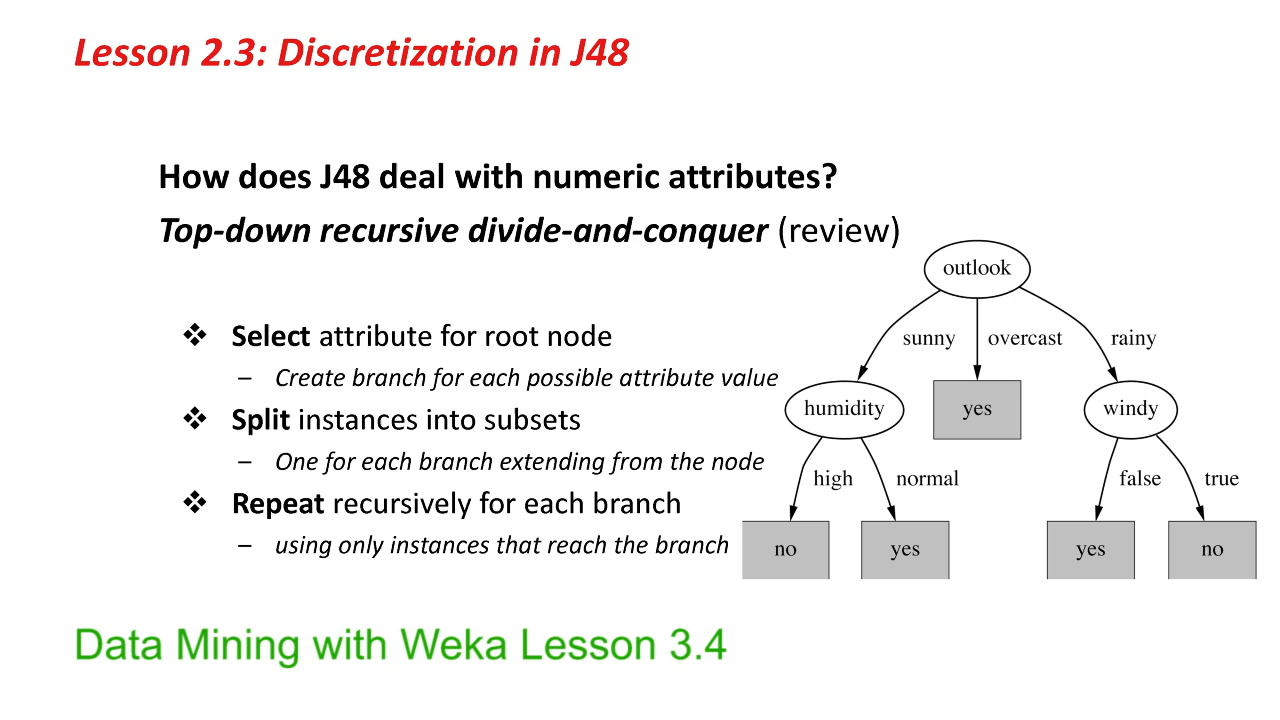 Lesson 2.3: Discretization in J48
How does J48 deal with numeric attributes?
Top-down recursive divide-and-conquer (review)
❖ Select attribute for root node
– Create branch for each possible attribute value
❖ Split instances into subsets
– One for each branch extending from the node
❖ Repeat recursively for each branch
– using only instances that reach the branch
outlook
sunny overcast rainy
humidity yes windy
high normal false true
no yes yes no
Data Mining with Weka Lesson 3.4